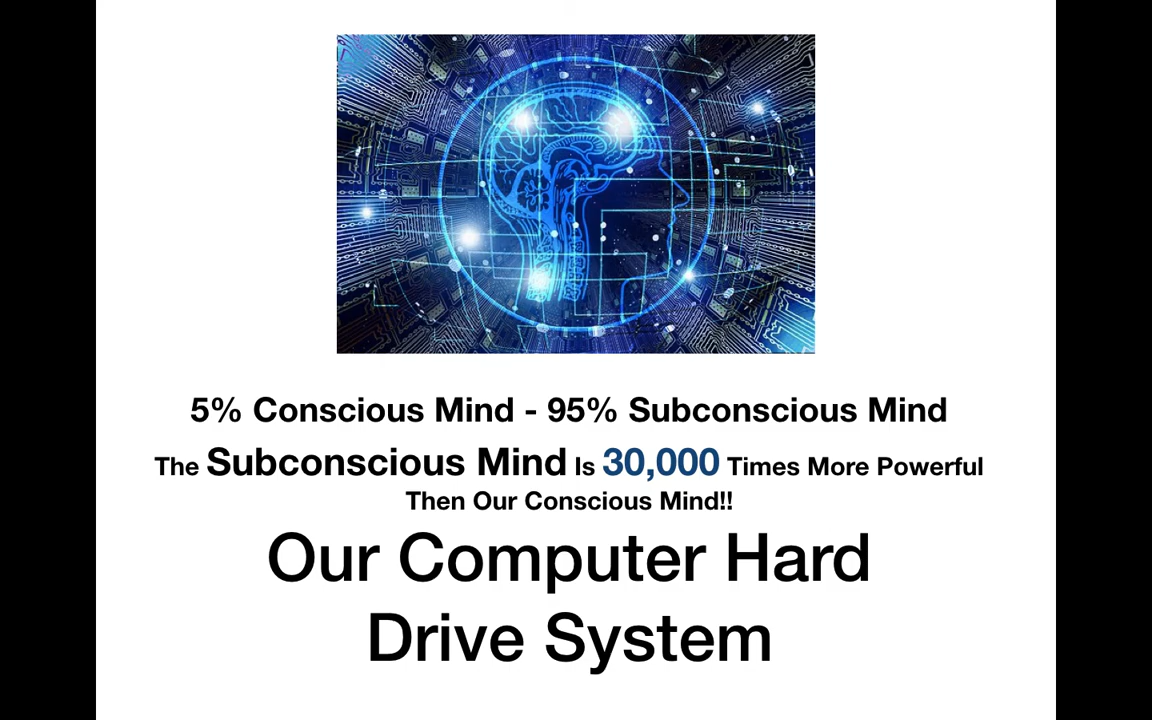 5% Conscious Mind - 95% Subconscious Mind
The Subconscious Mind Is 30,000 Times More Powerful
Then Our Conscious Mind!!
Our Computer Hard
Drive System